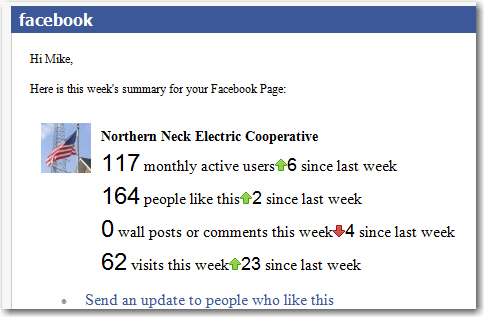 facebook
Hi Mike,
Here is this week's summary for your Facebook Page:
Northern Neck Electric Cooperative
117 monthly active users 6 since last week
164 people like this 2 since last week
0 wall posts or comments this week 4 since last week
62 visits this week 23 since last week
• Send an update to people who like this